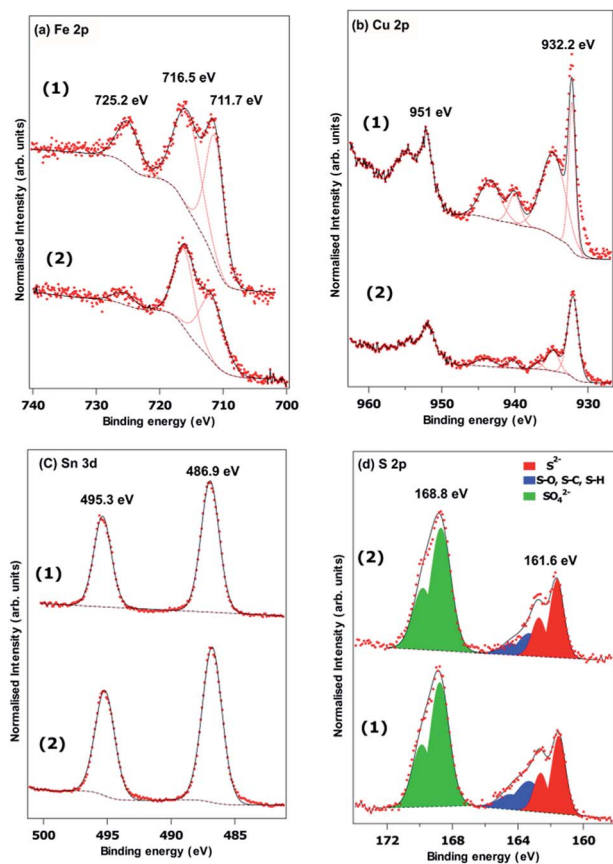 (a) Fe 2p
716.5 eV
(1)
725.2 eV
711.7 eV
(2)
Normalised Intensity (arb. units)
740 730 720 710 700
Binding energy (eV)
(b) Cu 2p
932.2 eV
951 eV
(1)
(2)
Normalised Intensity (arb. units)
960 950 940 930
Binding energy (eV)
(C) Sn 3d
486.9 eV
495.3 eV
(1)
(2)
Normalised Intensity (arb. units)
500 495 490 485
Binding energy (eV)
(d) S 2p
S²⁻
S-O, S-C, S-H
SO₄²⁻
168.8 eV
161.6 eV
(2)
(1)
Normalised Intensity (arb. units)
172 168 164 160
Binding energy (eV)